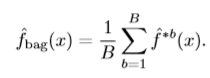 f̂_bag(x) = 1/B ∑_{b=1}^{B} f̂^{*b}(x).